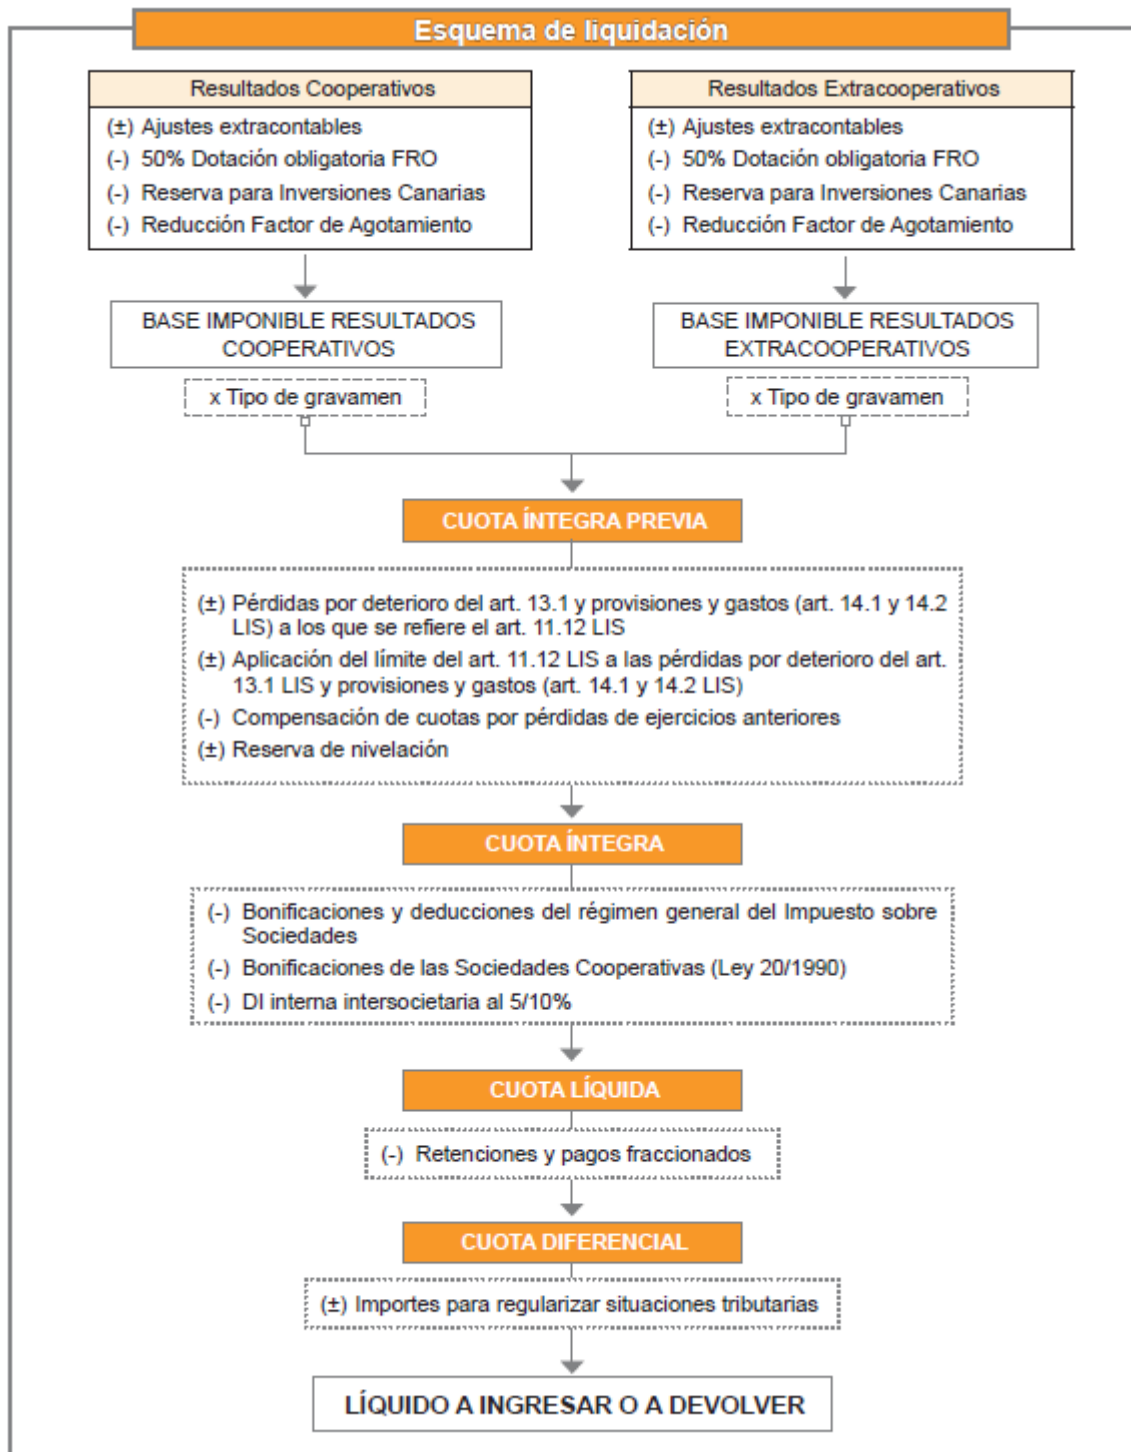 Esquema de liquidación
Resultados Cooperativos
(±) Ajustes extracontables
(-) 50% Dotación obligatoria FRO
(-) Reserva para Inversiones Canarias
(-) Reducción Factor de Agotamiento
Resultados Extracooperativos
(±) Ajustes extracontables
(-) 50% Dotación obligatoria FRO
(-) Reserva para Inversiones Canarias
(-) Reducción Factor de Agotamiento
BASE IMPONIBLE RESULTADOS
COOPERATIVOS
BASE IMPONIBLE RESULTADOS
EXTRACOOPERATIVOS
x Tipo de gravamen
x Tipo de gravamen
CUOTA ÍNTEGRA PREVIA
(±) Pérdidas por deterioro del art. 13.1 y provisiones y gastos (art. 14.1 y 14.2
LIS) a los que se refiere el art. 11.12 LIS
(±) Aplicación del límite del art. 11.12 LIS a las pérdidas por deterioro del art.
13.1 LIS y provisiones y gastos (art. 14.1 y 14.2 LIS)
(-) Compensación de cuotas por pérdidas de ejercicios anteriores
(±) Reserva de nivelación
CUOTA ÍNTEGRA
(-) Bonificaciones y deducciones del régimen general del Impuesto sobre
Sociedades
(-) Bonificaciones de las Sociedades Cooperativas (Ley 20/1990)
(-) DI interna intersocietaria al 5/10%
CUOTA LÍQUIDA
(-) Retenciones y pagos fraccionados
CUOTA DIFERENCIAL
(±) Importes para regularizar situaciones tributarias
LÍQUIDO A INGRESAR O A DEVOLVER